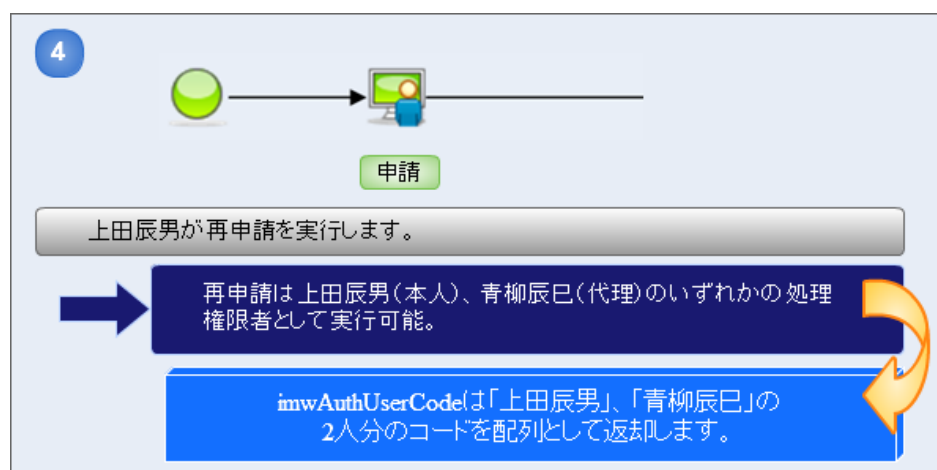 4
申請
上田辰男が再申請を実行します。
再申請は上田辰男(本人)、青柳辰巳(代理)のいずれかの処理
権限者として実行可能。
imwAuthUserCodeは「上田辰男」、「青柳辰巳」の
2人分のコードを配列として返却します。